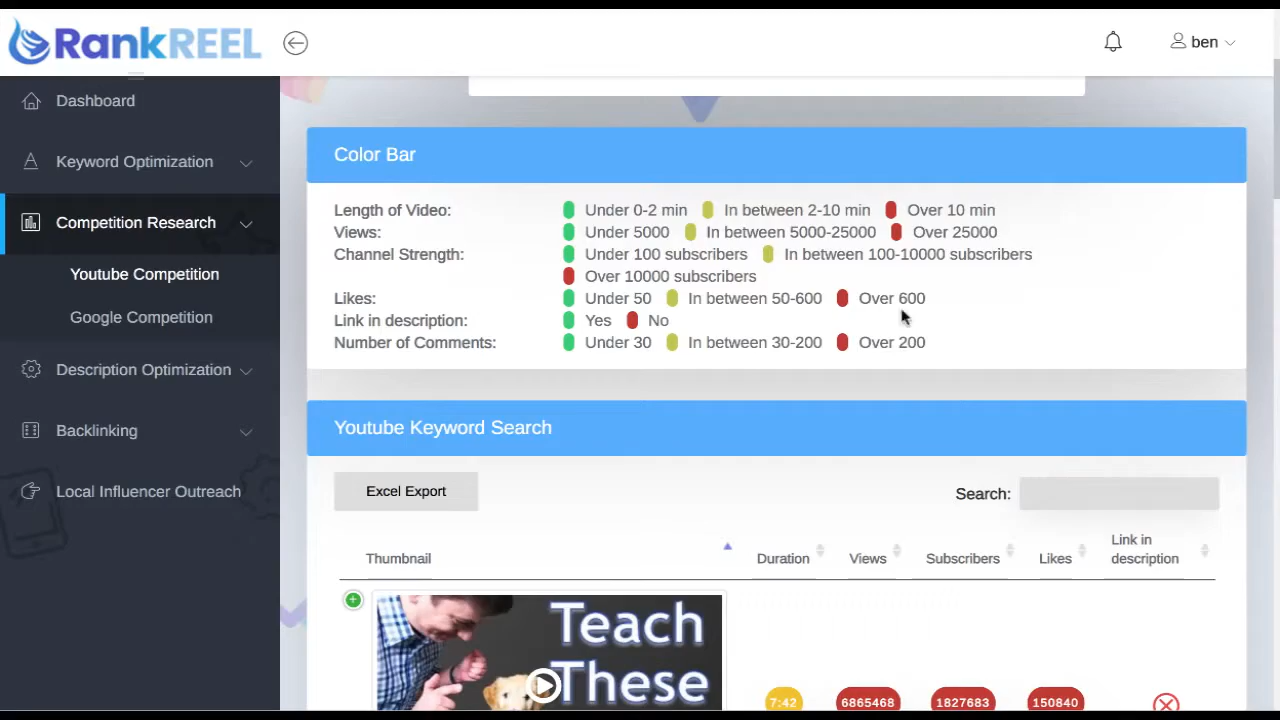 RankREEL
ben
Dashboard
Keyword Optimization
Competition Research
Youtube Competition
Google Competition
Description Optimization
Backlinking
Local Influencer Outreach
Color Bar
Length of Video: Under 0-2 min In between 2-10 min Over 10 min
Views: Under 5000 In between 5000-25000 Over 25000
Channel Strength: Under 100 subscribers In between 100-10000 subscribers
Over 10000 subscribers
Likes: Under 50 In between 50-600 Over 600
Link in description: Yes No
Number of Comments: Under 30 In between 30-200 Over 200
Youtube Keyword Search
Excel Export Search:
Thumbnail Duration Views Subscribers Likes Link in description
Teach
These
7:42 6865468 1827683 150840